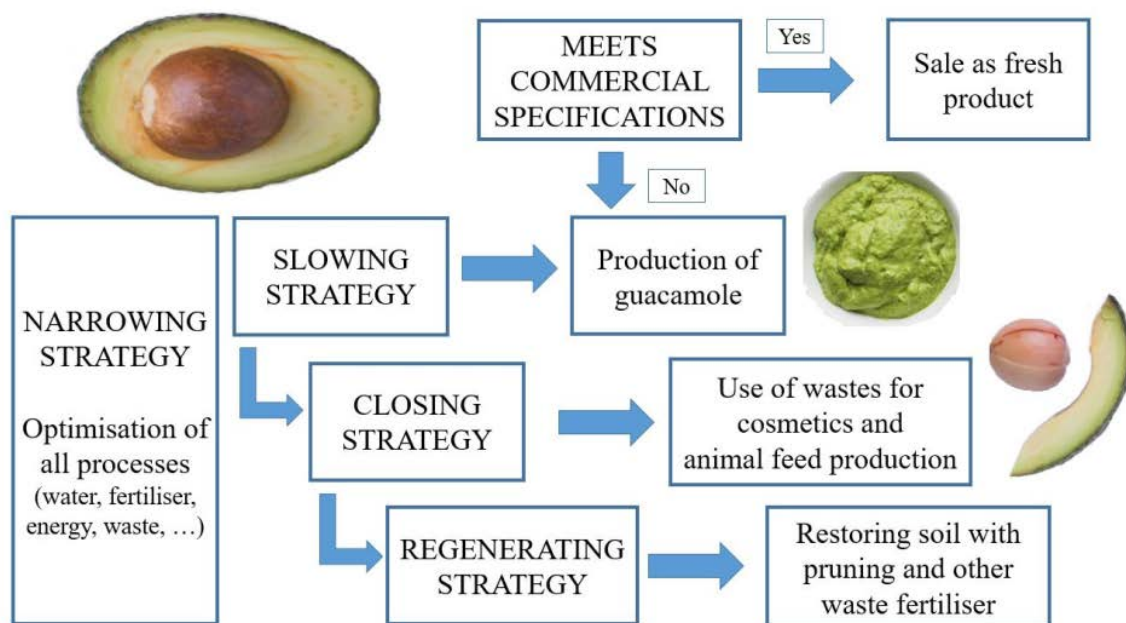 MEETS
COMMERCIAL
SPECIFICATIONS
Yes
Sale as fresh
product
No
NARROWING
STRATEGY
Optimisation of
all processes
(water, fertiliser,
energy, waste, …)
SLOWING
STRATEGY
Production of
guacamole
CLOSING
STRATEGY
Use of wastes for
cosmetics and
animal feed production
REGENERATING
STRATEGY
Restoring soil with
pruning and other
waste fertiliser